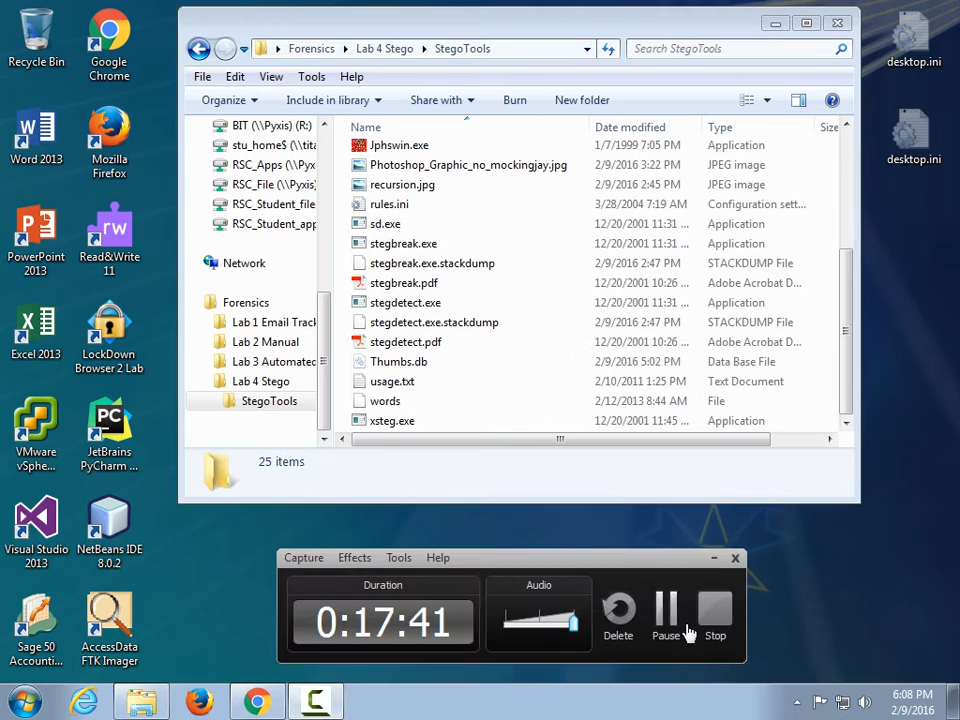 Recycle Bin
Google
Chrome
Word 2013
Mozilla
Firefox
PowerPoint
2013
Read&Write
11
Excel 2013
LockDown
Browser 2 Lab
VMware
vSphe...
JetBrains
PyCharm ...
Visual Studio
2013
NetBeans IDE
8.0.2
Sage 50
Accounti...
AccessData
FTK Imager
desktop.ini
desktop.ini
Forensics Lab 4 Stego StegoTools
Search StegoTools
File Edit View Tools Help
Organize Include in library Share with Burn New folder
BIT (\\Pyxis) (R:)
stu_home$ (\\tita
RSC_Apps (\\Pyx
RSC_File (\\Pyxis
RSC_Student_file
RSC_Student_app
Network
Forensics
Lab 1 Email Track
Lab 2 Manual
Lab 3 Automated
Lab 4 Stego
StegoTools
Name Date modified Type Size
Jphswin.exe 1/7/1999 7:05 PM Application
Photoshop_Graphic_no_mockingjay.jpg 2/9/2016 3:22 PM JPEG image
recursion.jpg 2/9/2016 2:45 PM JPEG image
rules.ini 3/28/2004 7:19 AM Configuration sett...
sd.exe 12/20/2001 11:31 ... Application
stegbreak.exe 12/20/2001 11:31 ... Application
stegbreak.exe.stackdump 2/9/2016 2:47 PM STACKDUMP File
stegbreak.pdf 12/20/2001 10:26 ... Adobe Acrobat D...
stegdetect.exe 12/20/2001 11:31 ... Application
stegdetect.exe.stackdump 2/9/2016 2:47 PM STACKDUMP File
stegdetect.pdf 12/20/2001 10:26 ... Adobe Acrobat D...
Thumbs.db 2/9/2016 5:02 PM Data Base File
usage.txt 2/10/2011 1:25 PM Text Document
words 2/12/2013 8:44 AM File
xsteg.exe 12/20/2001 11:45 ... Application
25 items
Capture Effects Tools Help
Duration
0:17:41
Audio
Delete
Pause
Stop
6:08 PM
2/9/2016